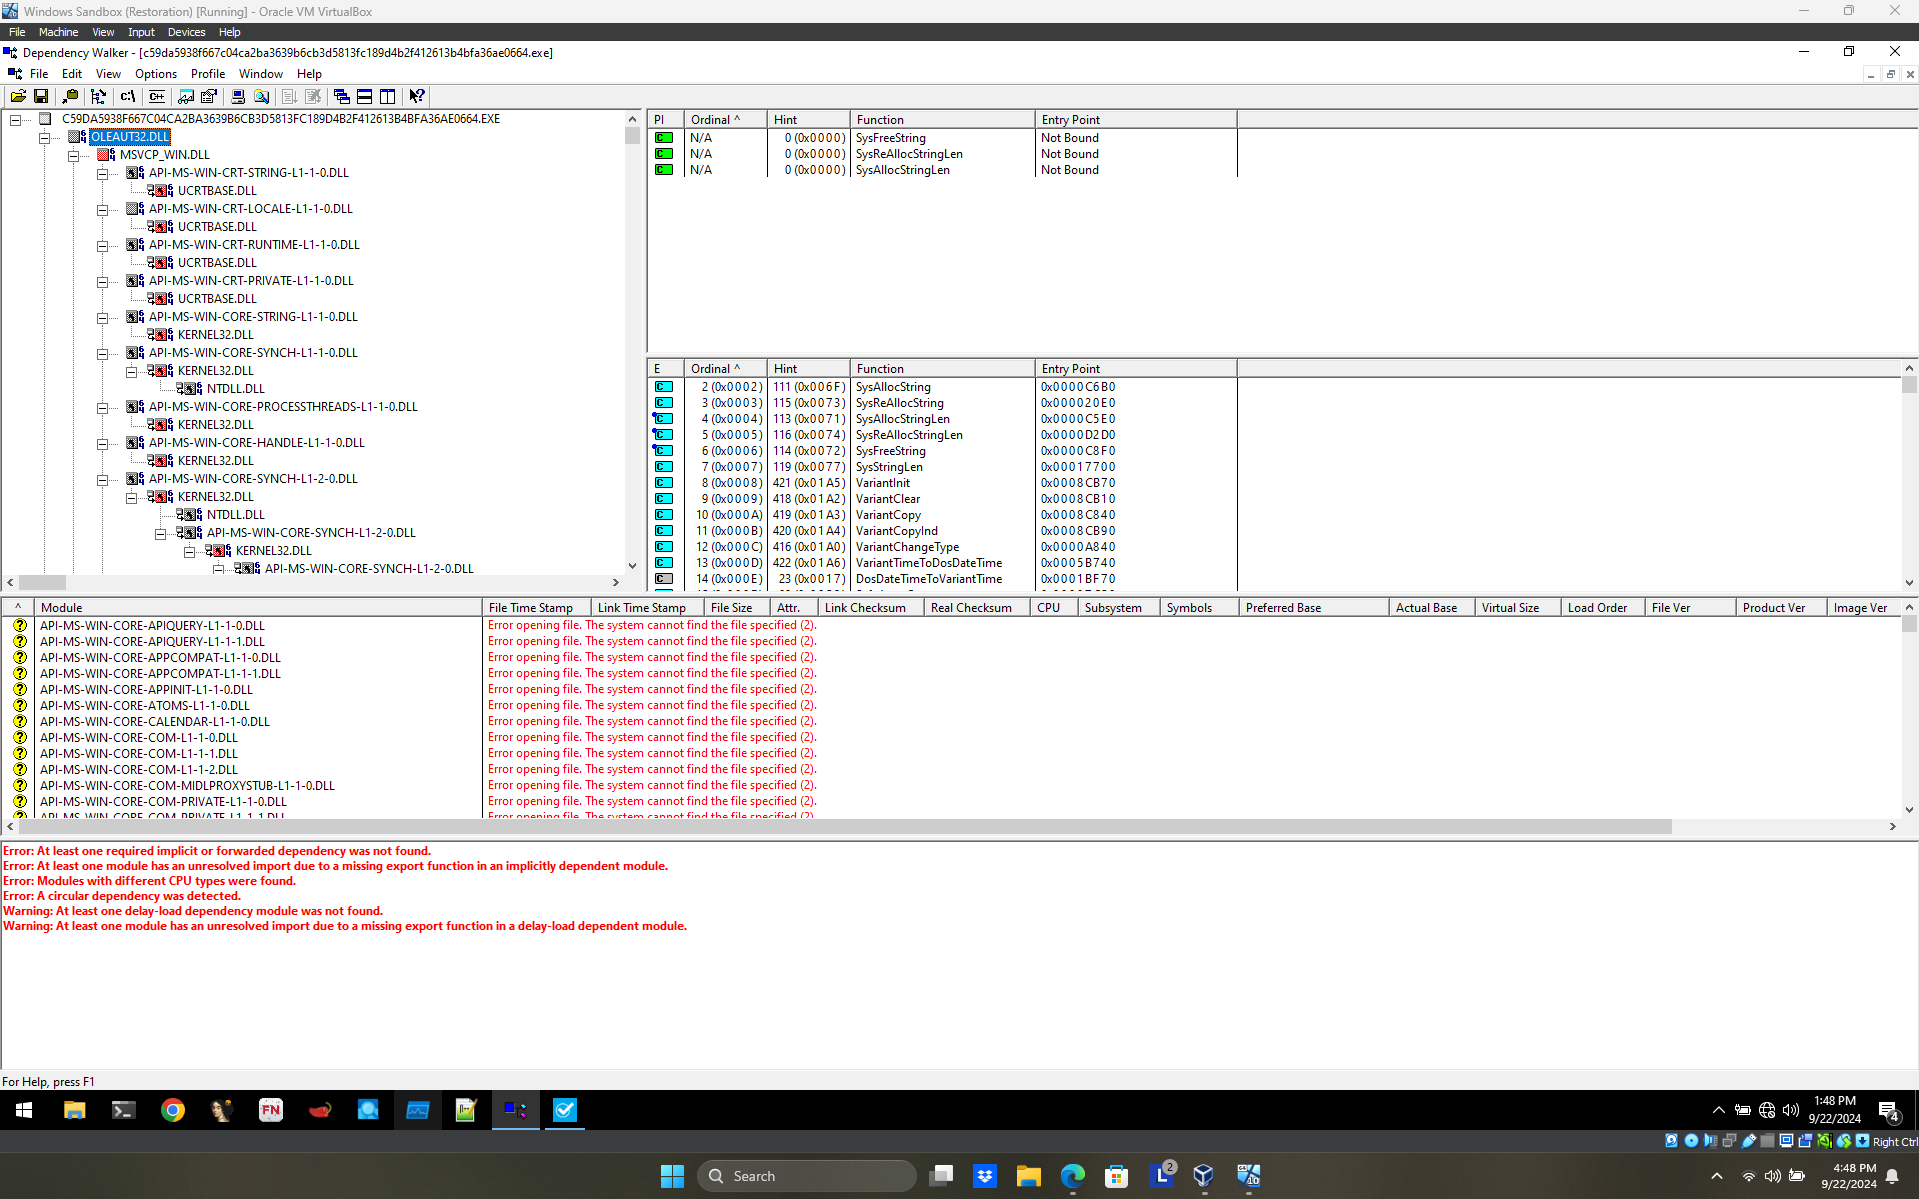 Windows Sandbox (Restoration) [Running] - Oracle VM VirtualBox
File Machine View Input Devices Help
Dependency Walker - [c59da5938f667c04ca2ba3639b6cb3d5813fc189d4b2f412613b4bfa36ae0664.exe]
File Edit View Options Profile Window Help
C59DA5938F667C04CA2BA3639B6CB3D5813FC189D4B2F412613B4BFA36AE0664.EXE
OLEAUT32.DLL
MSVCP_WIN.DLL
API-MS-WIN-CRT-STRING-L1-1-0.DLL
UCRTBASE.DLL
API-MS-WIN-CRT-LOCALE-L1-1-0.DLL
UCRTBASE.DLL
API-MS-WIN-CRT-RUNTIME-L1-1-0.DLL
UCRTBASE.DLL
API-MS-WIN-CRT-PRIVATE-L1-1-0.DLL
UCRTBASE.DLL
API-MS-WIN-CORE-STRING-L1-1-0.DLL
KERNEL32.DLL
API-MS-WIN-CORE-SYNCH-L1-1-0.DLL
KERNEL32.DLL
NTDLL.DLL
API-MS-WIN-CORE-PROCESSTHREADS-L1-1-0.DLL
KERNEL32.DLL
API-MS-WIN-CORE-HANDLE-L1-1-0.DLL
KERNEL32.DLL
API-MS-WIN-CORE-SYNCH-L1-2-0.DLL
KERNEL32.DLL
NTDLL.DLL
API-MS-WIN-CORE-SYNCH-L1-2-0.DLL
KERNEL32.DLL
API-MS-WIN-CORE-SYNCH-L1-2-0.DLL
PI Ordinal ^ Hint Function Entry Point
C N/A 0 (0x0000) SysFreeString Not Bound
C N/A 0 (0x0000) SysReAllocStringLen Not Bound
C N/A 0 (0x0000) SysAllocStringLen Not Bound
E Ordinal ^ Hint Function Entry Point
C 2 (0x0002) 111 (0x006F) SysAllocString 0x0000C6B0
C 3 (0x0003) 115 (0x0073) SysReAllocString 0x000020E0
C 4 (0x0004) 113 (0x0071) SysAllocStringLen 0x0000C5E0
C 5 (0x0005) 116 (0x0074) SysReAllocStringLen 0x0000D2D0
C 6 (0x0006) 114 (0x0072) SysFreeString 0x0000C8F0
C 7 (0x0007) 119 (0x0077) SysStringLen 0x00017700
C 8 (0x0008) 421 (0x01A5) VariantInit 0x0008CB70
C 9 (0x0009) 418 (0x01A2) VariantClear 0x0008CB10
C 10 (0x000A) 419 (0x01A3) VariantCopy 0x0008C840
C 11 (0x000B) 420 (0x01A4) VariantCopyInd 0x0008CB90
C 12 (0x000C) 416 (0x01A0) VariantChangeType 0x0000A840
C 13 (0x000D) 422 (0x01A6) VariantTimeToDosDateTime 0x0005B740
C 14 (0x000E) 23 (0x0017) DosDateTimeToVariantTime 0x0001BF70
^ Module File Time Stamp Link Time Stamp File Size Attr. Link Checksum Real Checksum CPU Subsystem Symbols Preferred Base Actual Base Virtual Size Load Order File Ver Product Ver Image Ver
API-MS-WIN-CORE-APIQUERY-L1-1-0.DLL Error opening file. The system cannot find the file specified (2).
API-MS-WIN-CORE-APIQUERY-L1-1-1.DLL Error opening file. The system cannot find the file specified (2).
API-MS-WIN-CORE-APPCOMPAT-L1-1-0.DLL Error opening file. The system cannot find the file specified (2).
API-MS-WIN-CORE-APPCOMPAT-L1-1-1.DLL Error opening file. The system cannot find the file specified (2).
API-MS-WIN-CORE-APPINIT-L1-1-0.DLL Error opening file. The system cannot find the file specified (2).
API-MS-WIN-CORE-ATOMS-L1-1-0.DLL Error opening file. The system cannot find the file specified (2).
API-MS-WIN-CORE-CALENDAR-L1-1-0.DLL Error opening file. The system cannot find the file specified (2).
API-MS-WIN-CORE-COM-L1-1-0.DLL Error opening file. The system cannot find the file specified (2).
API-MS-WIN-CORE-COM-L1-1-1.DLL Error opening file. The system cannot find the file specified (2).
API-MS-WIN-CORE-COM-L1-1-2.DLL Error opening file. The system cannot find the file specified (2).
API-MS-WIN-CORE-COM-MIDLPROXYSTUB-L1-1-0.DLL Error opening file. The system cannot find the file specified (2).
API-MS-WIN-CORE-COM-PRIVATE-L1-1-0.DLL Error opening file. The system cannot find the file specified (2).
API-MS-WIN-CORE-COM-PRIVATE-L1-1-1.DLL Error opening file. The system cannot find the file specified (2).
Error: At least one required implicit or forwarded dependency was not found.
Error: At least one module has an unresolved import due to a missing export function in an implicitly dependent module.
Error: Modules with different CPU types were found.
Error: A circular dependency was detected.
Warning: At least one delay-load dependency module was not found.
Warning: At least one module has an unresolved import due to a missing export function in a delay-load dependent module.
For Help, press F1
FN
1:48 PM
9/22/2024
4
Right Ctrl
Search
2
4:48 PM
9/22/2024